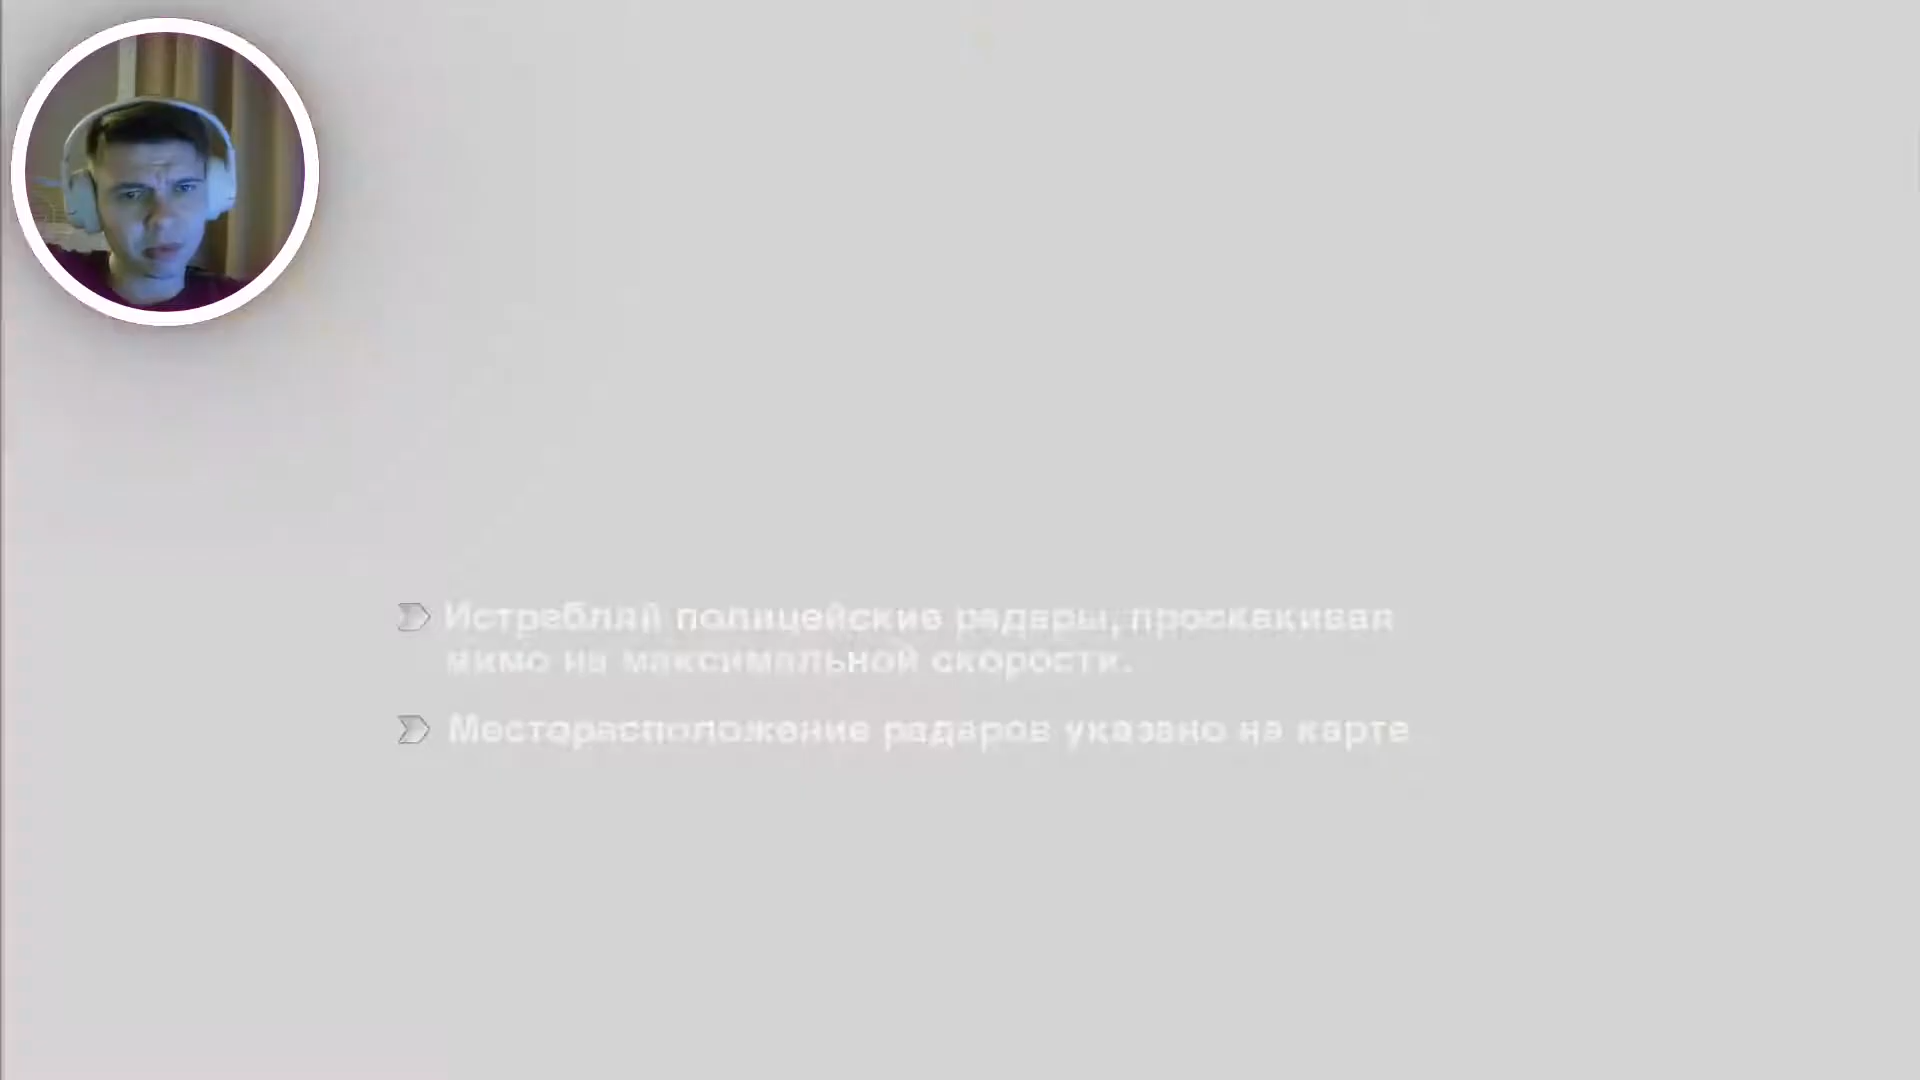 Истребляй полицейские радары, проскакивая
мимо на максимальной скорости.
Месторасположение радаров указано на карте